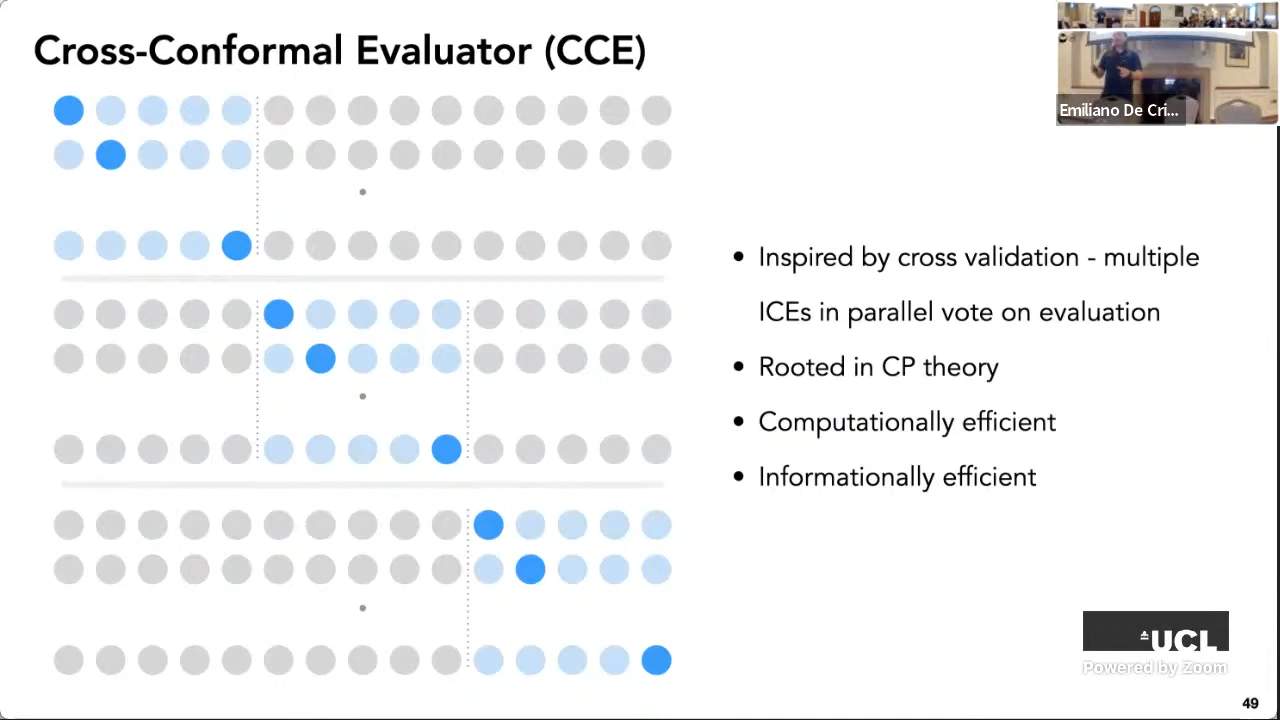 Cross-Conformal Evaluator (CCE)
Emiliano De Cri...
• Inspired by cross validation - multiple
ICEs in parallel vote on evaluation
• Rooted in CP theory
• Computationally efficient
• Informationally efficient
UCL
Powered by Zoom
49